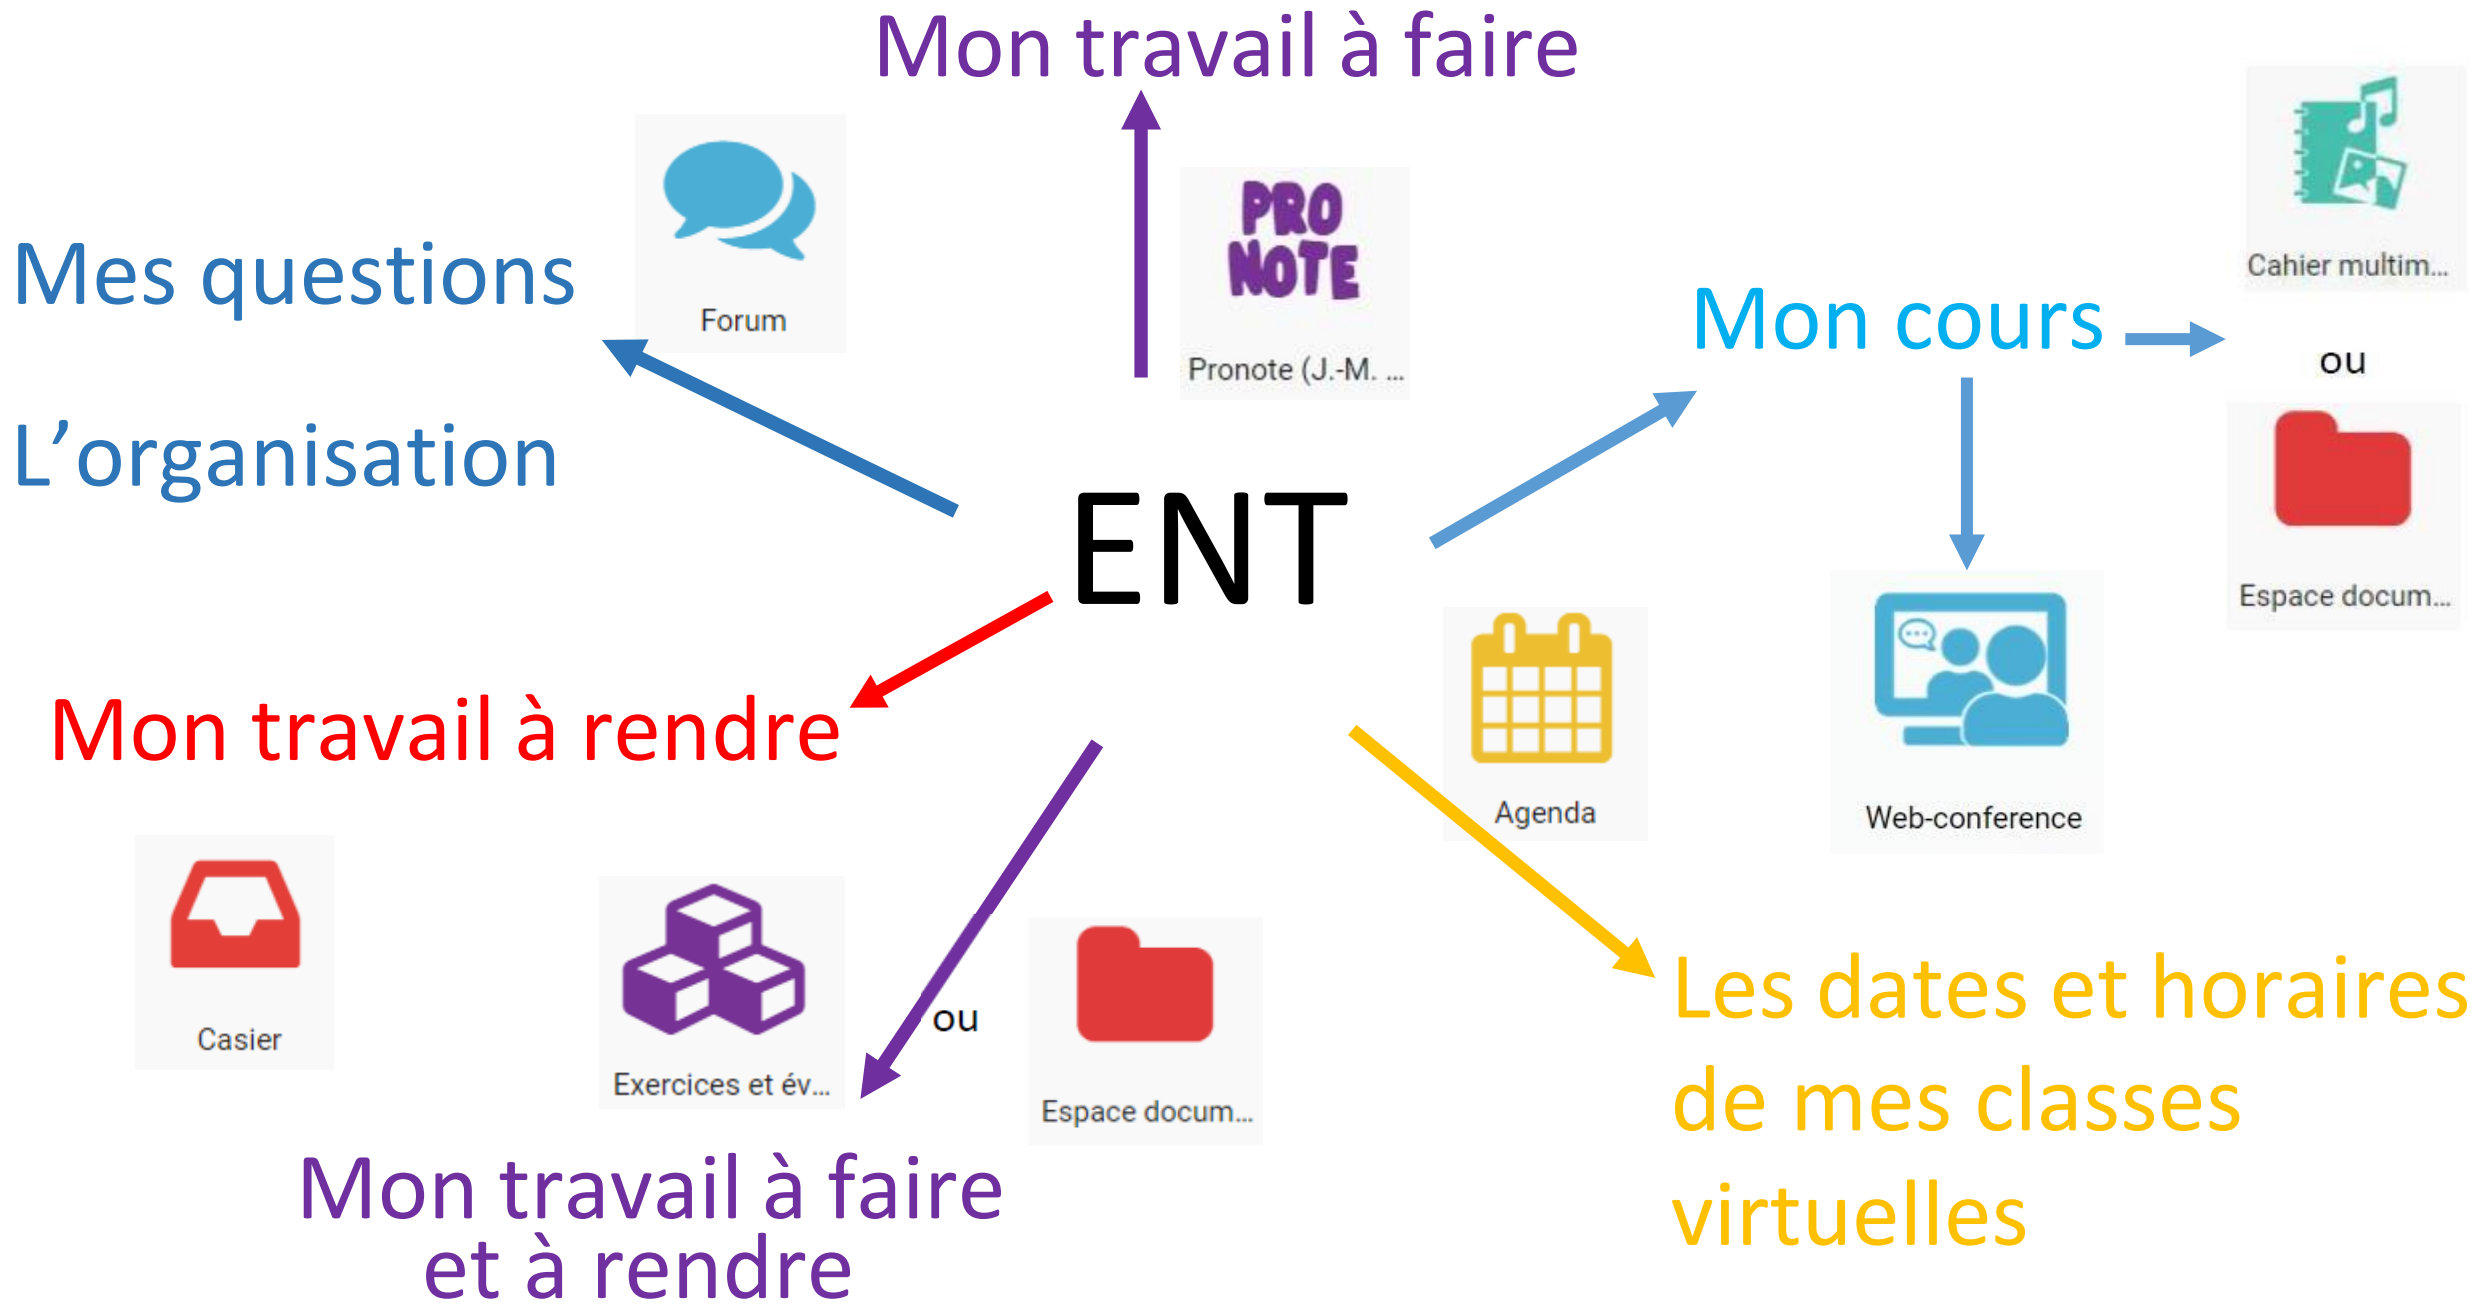 Mon travail à faire
Forum
PRO
NOTE
Pronote (J.-M. ...
Mes questions
L’organisation
Cahier multim...
Mon cours
ou
Espace docum...
ENT
Agenda
Web-conference
Mon travail à rendre
Casier
Exercices et év...
ou
Espace docum...
Mon travail à faire
et à rendre
Les dates et horaires
de mes classes
virtuelles